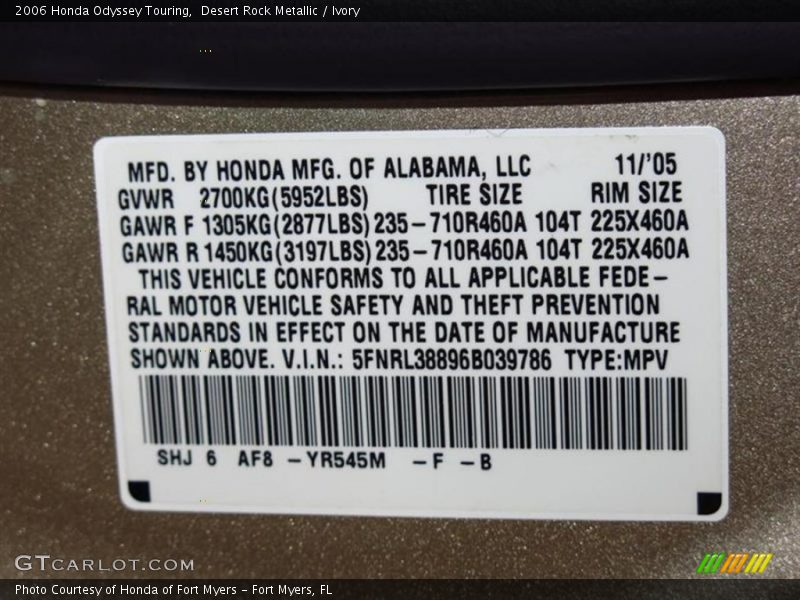 2006 Honda Odyssey Touring,  Desert Rock Metallic / Ivory
MFD. BY HONDA MFG. OF ALABAMA, LLC 11/'05
GVWR 2700KG(5952LBS) TIRE SIZE RIM SIZE
GAWR F 1305KG(2877LBS) 235-710R460A 104T 225X460A
GAWR R 1450KG(3197LBS) 235-710R460A 104T 225X460A
THIS VEHICLE CONFORMS TO ALL APPLICABLE FEDE-
RAL MOTOR VEHICLE SAFETY AND THEFT PREVENTION
STANDARDS IN EFFECT ON THE DATE OF MANUFACTURE
SHOWN ABOVE. V.I.N.: 5FNRL38896B039786 TYPE:MPV
SHJ 6 AF8 -YR545M -F -B
GTCARLOT.COM
Photo Courtesy of Honda of Fort Myers - Fort Myers, FL